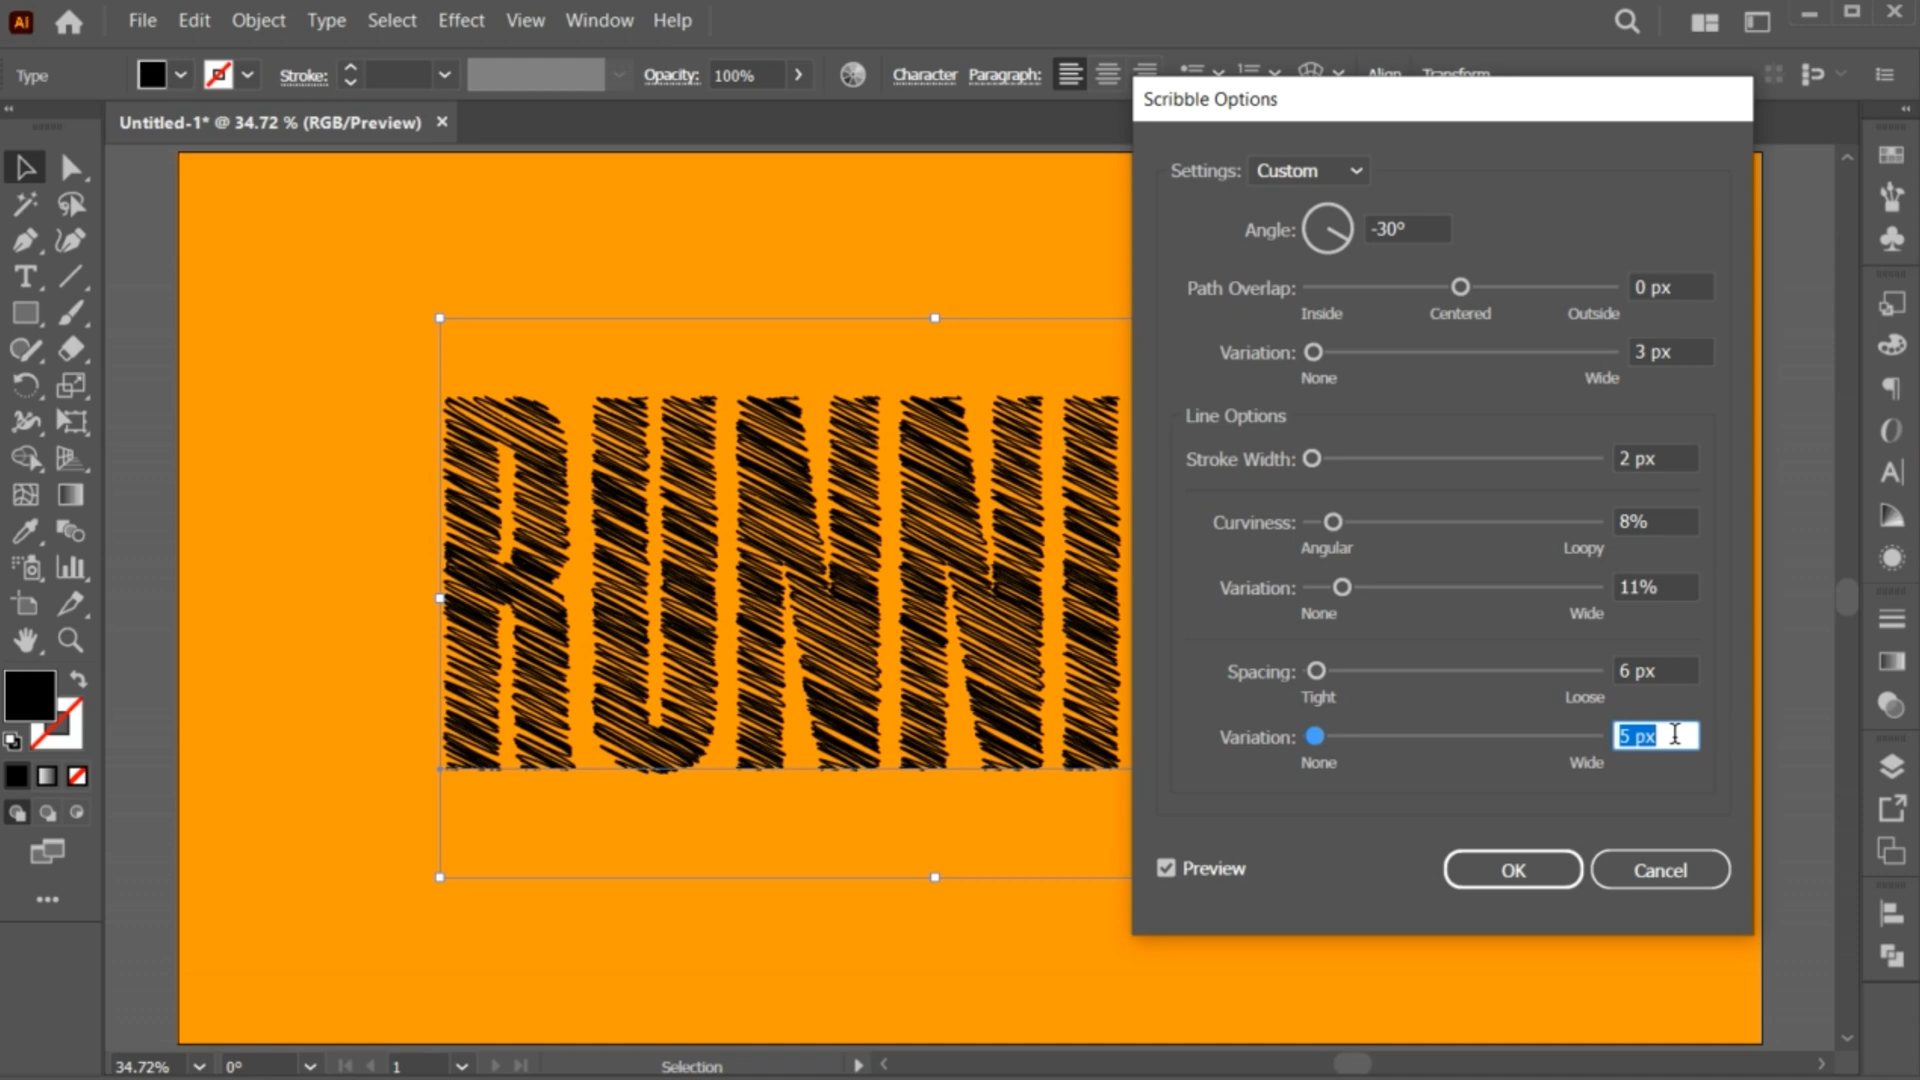 Ai File Edit Object Type Select Effect View Window Help
Type Stroke: Opacity: 100% Character Paragraph: Align Transform
Untitled-1* @ 34.72 % (RGB/Preview) ×
Scribble Options
Settings: Custom
Angle: -30°
Path Overlap: 0 px
Inside Centered Outside
Variation: 3 px
None Wide
Line Options
Stroke Width: 2 px
Curviness: 8%
Angular Loopy
Variation: 11%
None Wide
Spacing: 6 px
Tight Loose
Variation: 5 px
None Wide
Preview OK Cancel
RUNNI
34.72% 0° 1 Selection